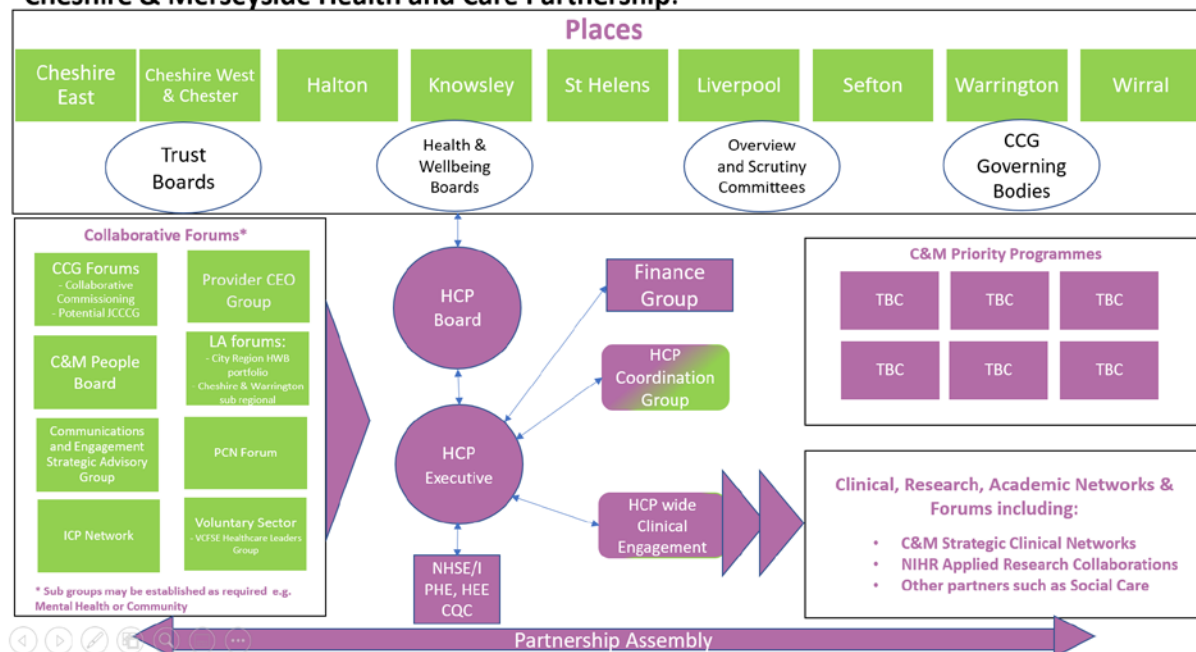 Cheshire & Merseyside Health and Care Partnership:
Places
Cheshire
East
Cheshire West
& Chester
Halton
Knowsley
St Helens
Liverpool
Sefton
Warrington
Wirral
Trust
Boards
Health &
Wellbeing
Boards
Overview
and Scrutiny
Committees
CCG
Governing
Bodies
Collaborative Forums*
CCG Forums
- Collaborative
Commissioning
- Potential JCCCG
Provider CEO
Group
C&M People
Board
LA forums:
- City Region HWB
portfolio
- Cheshire & Warrington
sub regional
Communications
and Engagement
Strategic Advisory
Group
PCN Forum
ICP Network
Voluntary Sector
- VCFSE Healthcare Leaders
Group
* Sub groups may be established as required e.g.
Mental Health or Community
HCP
Board
HCP
Executive
NHSE/I
PHE, HEE
CQC
Finance
Group
HCP
Coordination
Group
HCP wide
Clinical
Engagement
C&M Priority Programmes
TBC
TBC
TBC
TBC
TBC
TBC
Clinical, Research, Academic Networks &
Forums including:
• C&M Strategic Clinical Networks
• NIHR Applied Research Collaborations
• Other partners such as Social Care
Partnership Assembly